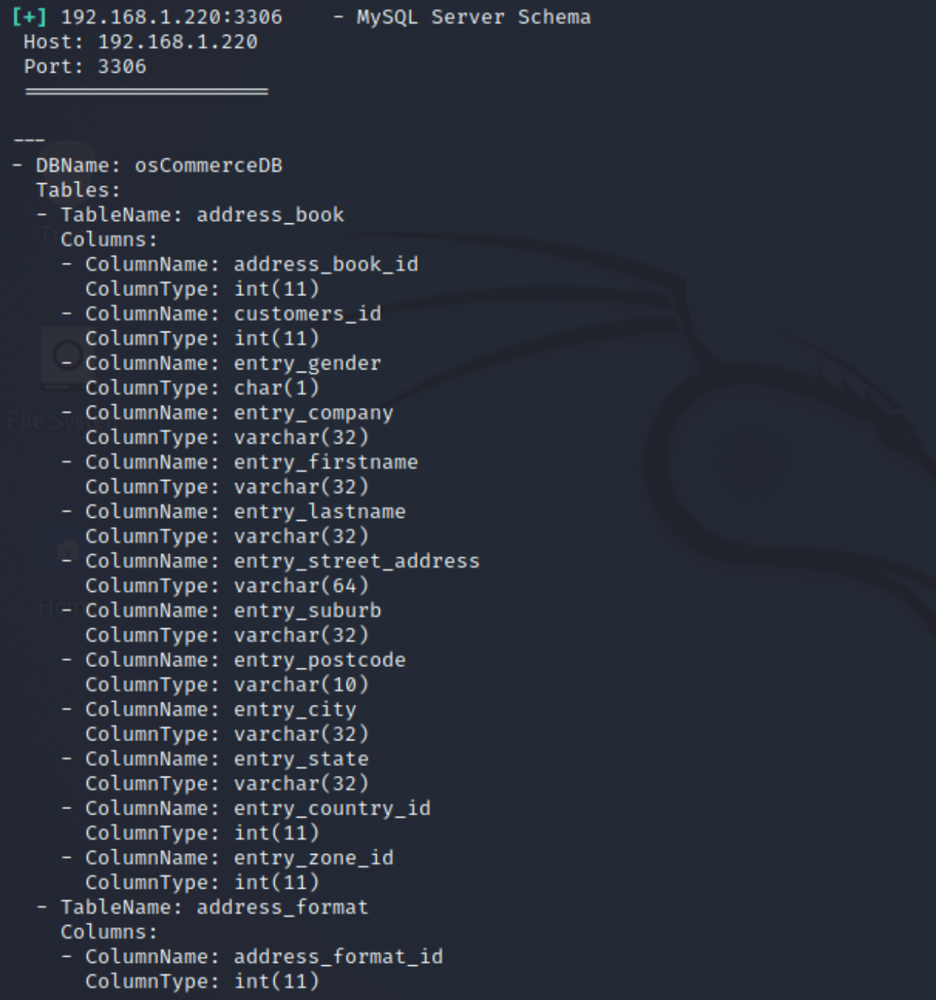 [+] 192.168.1.220:3306    - MySQL Server Schema
 Host: 192.168.1.220
 Port: 3306
 ====================
---
- DBName: osCommerceDB
  Tables:
  - TableName: address_book
    Columns:
    - ColumnName: address_book_id
      ColumnType: int(11)
    - ColumnName: customers_id
      ColumnType: int(11)
    - ColumnName: entry_gender
      ColumnType: char(1)
    - ColumnName: entry_company
      ColumnType: varchar(32)
    - ColumnName: entry_firstname
      ColumnType: varchar(32)
    - ColumnName: entry_lastname
      ColumnType: varchar(32)
    - ColumnName: entry_street_address
      ColumnType: varchar(64)
    - ColumnName: entry_suburb
      ColumnType: varchar(32)
    - ColumnName: entry_postcode
      ColumnType: varchar(10)
    - ColumnName: entry_city
      ColumnType: varchar(32)
    - ColumnName: entry_state
      ColumnType: varchar(32)
    - ColumnName: entry_country_id
      ColumnType: int(11)
    - ColumnName: entry_zone_id
      ColumnType: int(11)
  - TableName: address_format
    Columns:
    - ColumnName: address_format_id
      ColumnType: int(11)